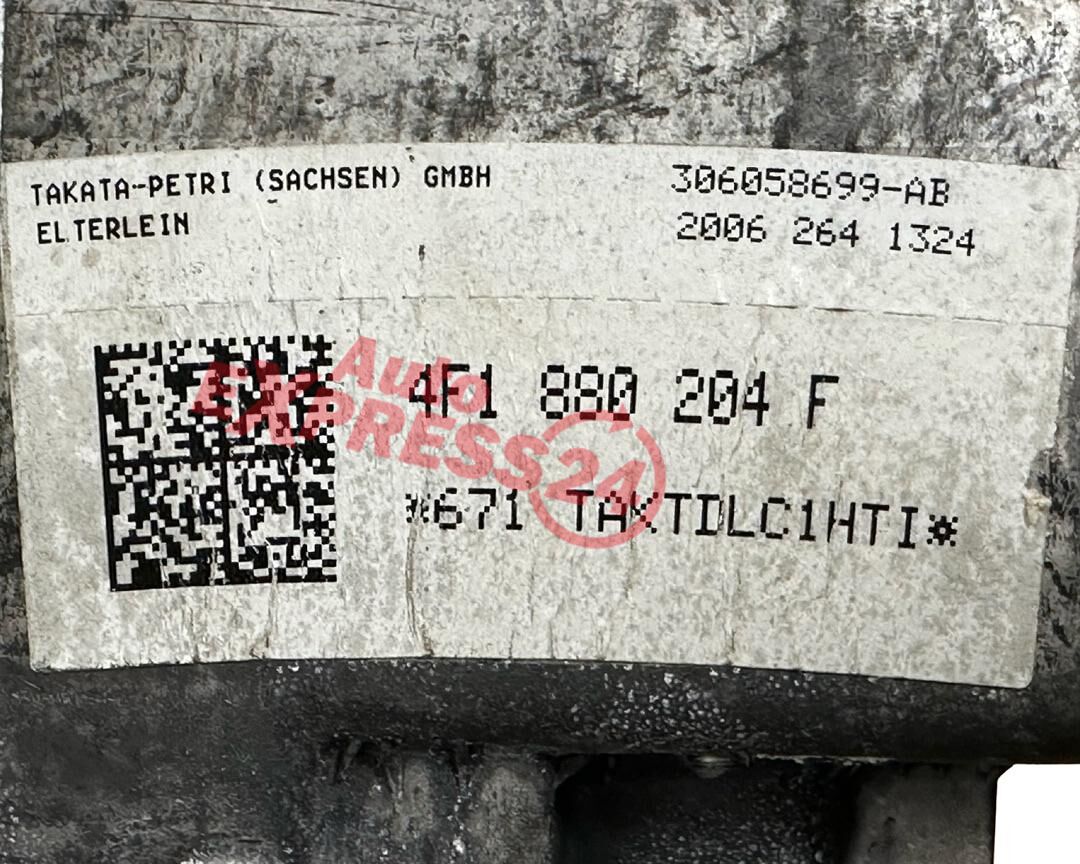 TAKATA-PETRI (SACHSEN) GMBH
ELTERLEIN
306058699-AB
2006 264 1324
4F1 880 204 F
*671 TAKTDLC1HTI*
Auto
EXPRESS24